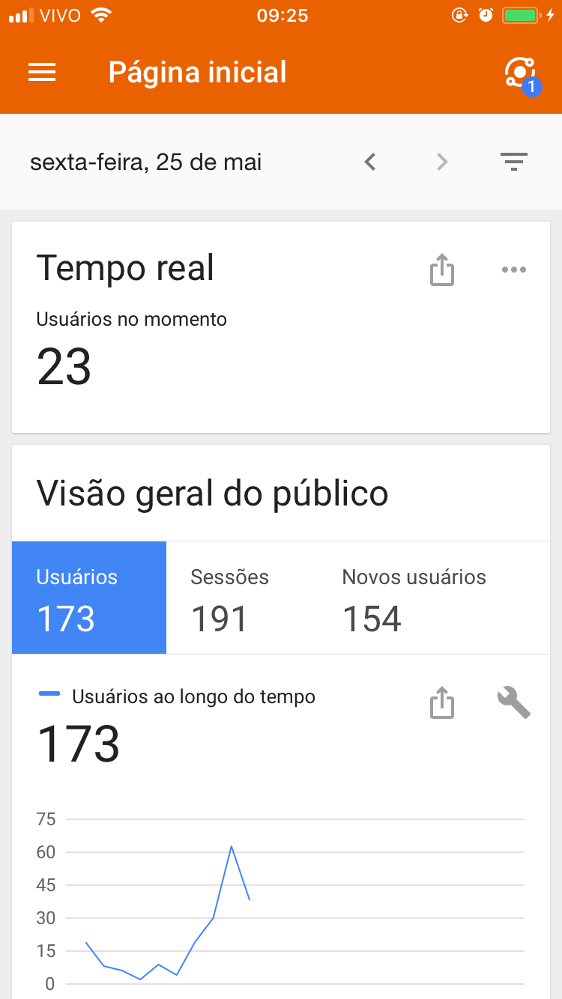 VIVO 09:25
Página inicial
1
sexta-feira, 25 de mai
Tempo real
Usuários no momento
23
Visão geral do público
Usuários Sessões Novos usuários
173 191 154
Usuários ao longo do tempo
173
75
60
45
30
15
0